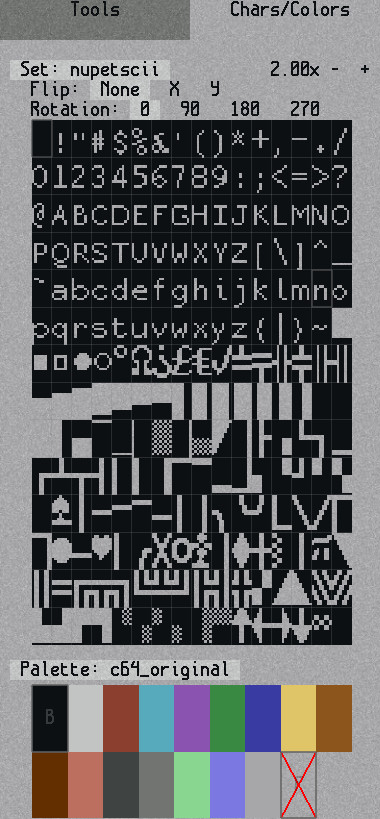 Tools Chars/Colors
Set: nupetscii 2.00x - +
Flip: None X Y
Rotation: 0 90 180 270
!"#$%&'()*+,-./
0123456789:;<=>?
@ABCDEFGHIJKLMNO
PQRSTUVWXYZ[\]^_
`abcdefghijklmno
pqrstuvwxyz{|}~
Palette: c64_original
B